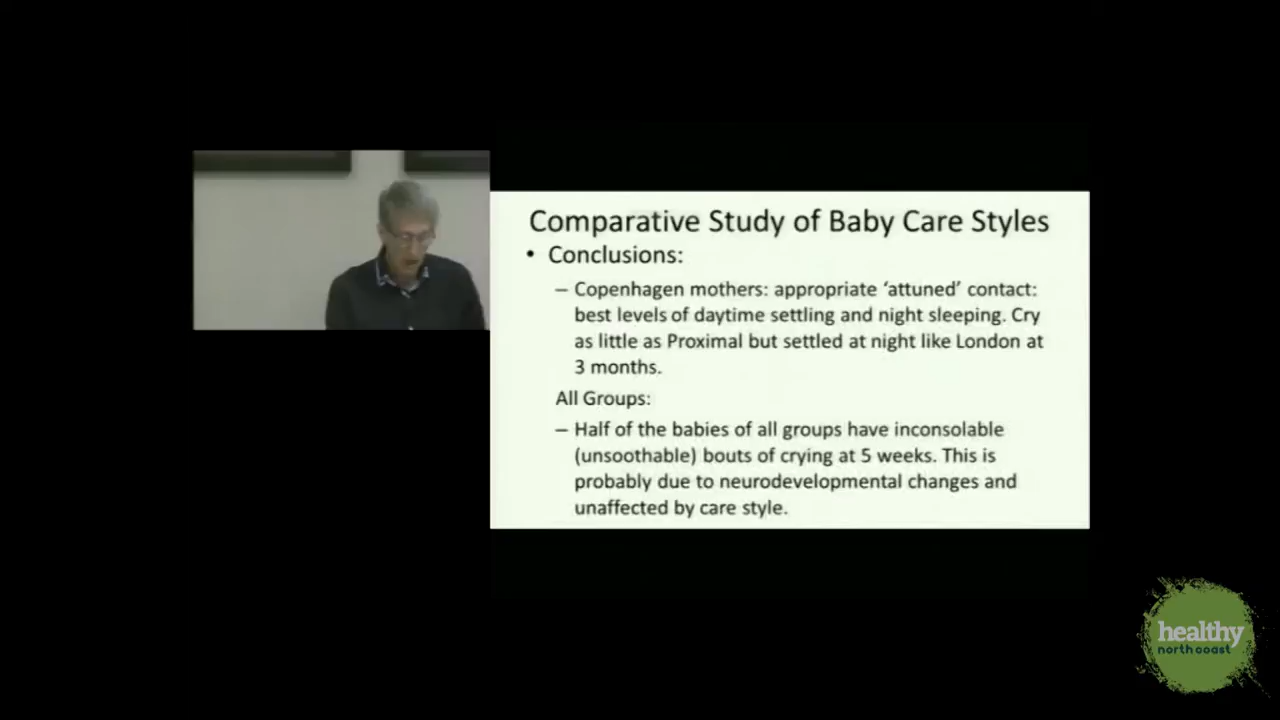 Comparative Study of Baby Care Styles
• Conclusions:
– Copenhagen mothers: appropriate ‘attuned’ contact:
best levels of daytime settling and night sleeping. Cry
as little as Proximal but settled at night like London at
3 months.
All Groups:
– Half of the babies of all groups have inconsolable
(unsoothable) bouts of crying at 5 weeks. This is
probably due to neurodevelopmental changes and
unaffected by care style.
healthy
north coast